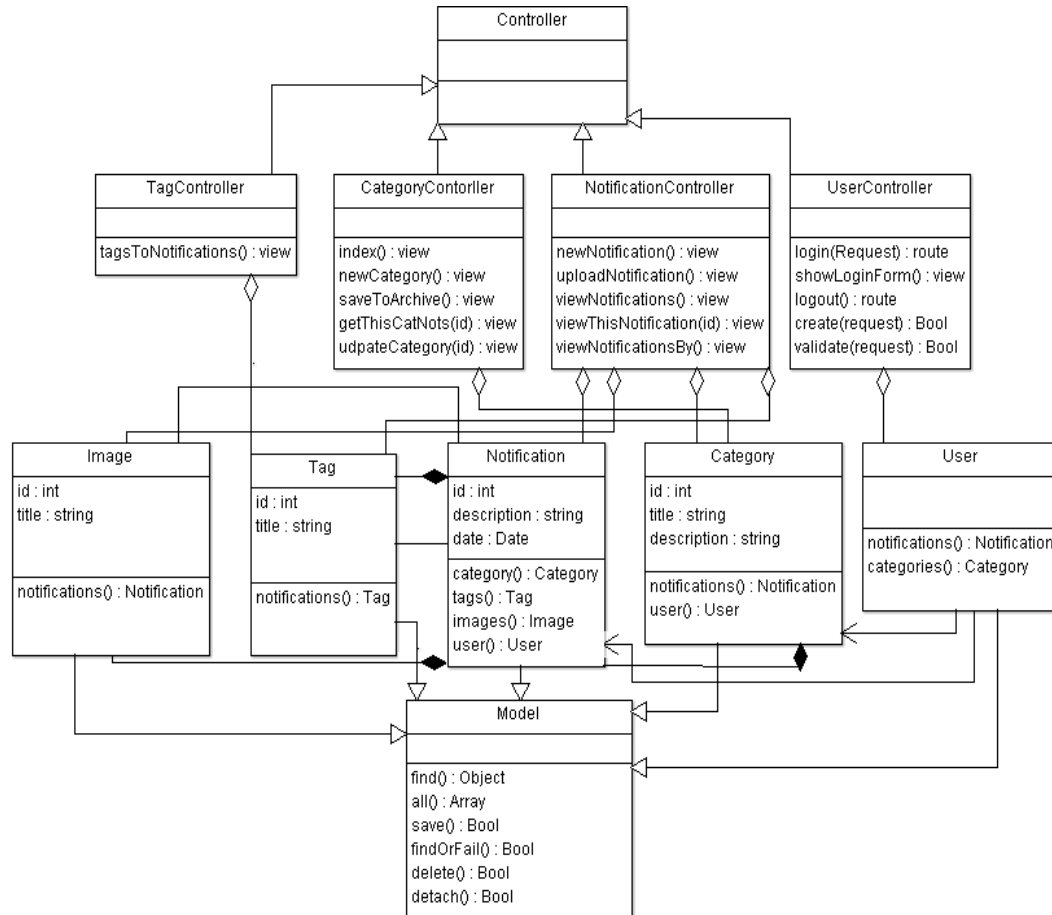 Controller
TagController
tagsToNotifications() : view
CategoryContorller
index() : view
newCategory() : view
saveToArchive() : view
getThisCatNots(id) : view
udpateCategory(id) : view
NotificationController
newNotification() : view
uploadNotification() : view
viewNotifications() : view
viewThisNotification(id) : view
viewNotificationsBy() : view
UserController
login(Request) : route
showLoginForm() : view
logout() : route
create(request) : Bool
validate(request) : Bool
Image
id : int
title : string
notifications() : Notification
Tag
id : int
title : string
notifications() : Tag
Notification
id : int
description : string
date : Date
category() : Category
tags() : Tag
images() : Image
user() : User
Category
id : int
title : string
description : string
notifications() : Notification
user() : User
User
notifications() : Notification
categories() : Category
Model
find() : Object
all() : Array
save() : Bool
findOrFail() : Bool
delete() : Bool
detach() : Bool